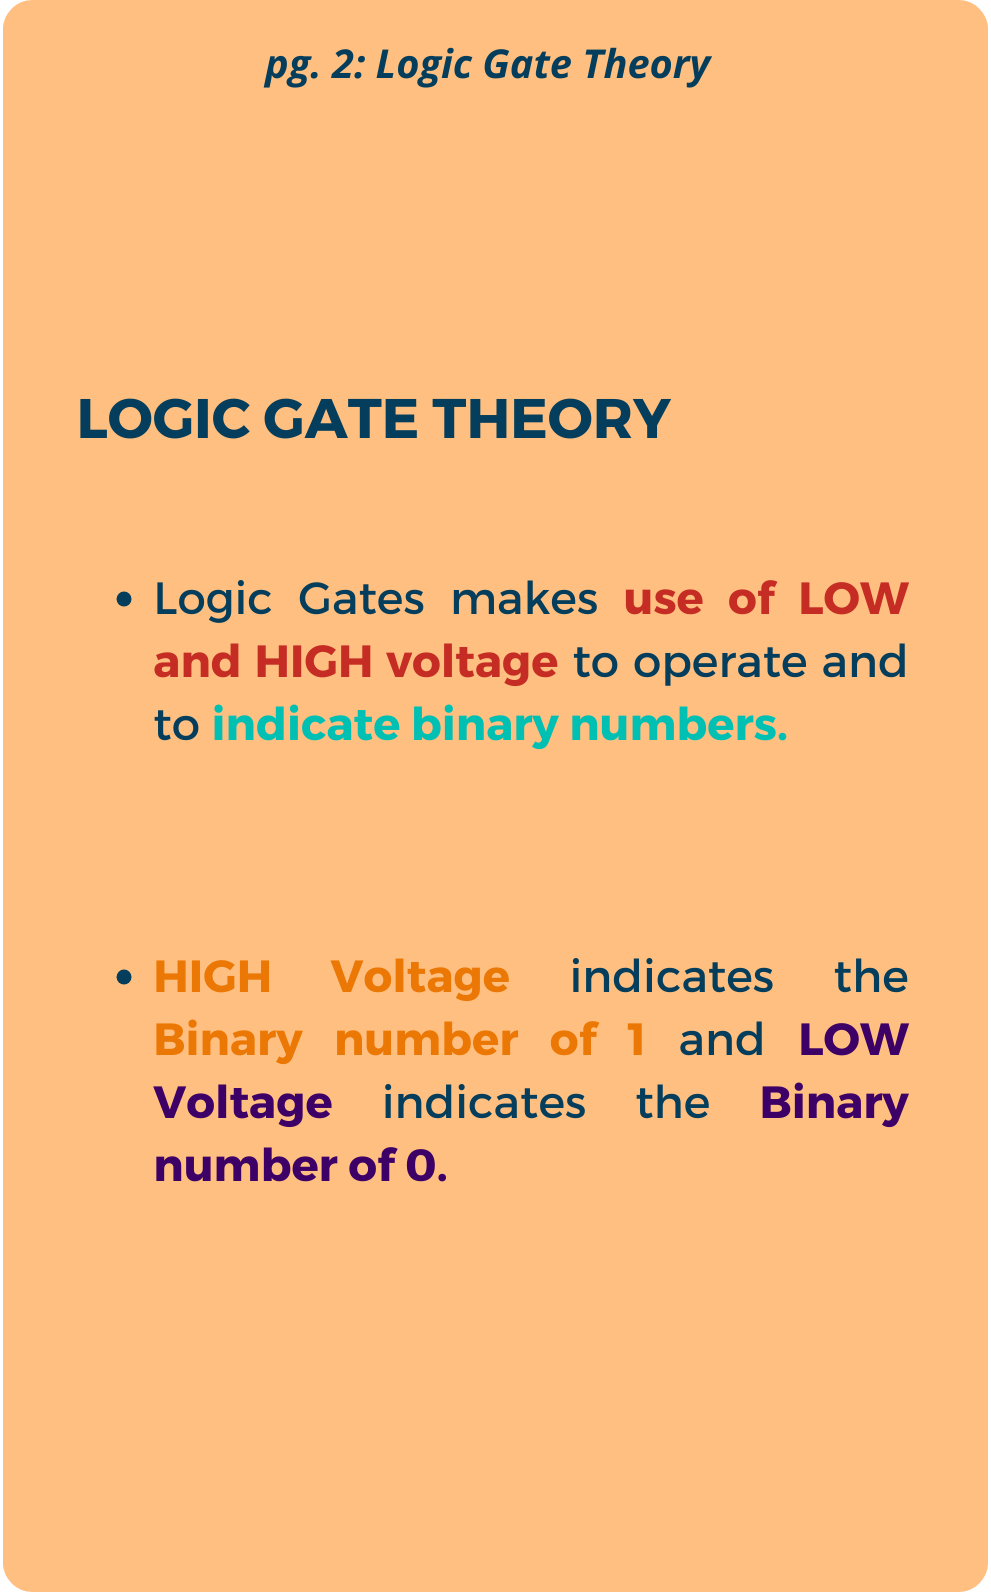 pg. 2: Logic Gate Theory
LOGIC GATE THEORY
• Logic Gates makes use of LOW
and HIGH voltage to operate and
to indicate binary numbers.
• HIGH Voltage indicates the
Binary number of 1 and LOW
Voltage indicates the Binary
number of 0.